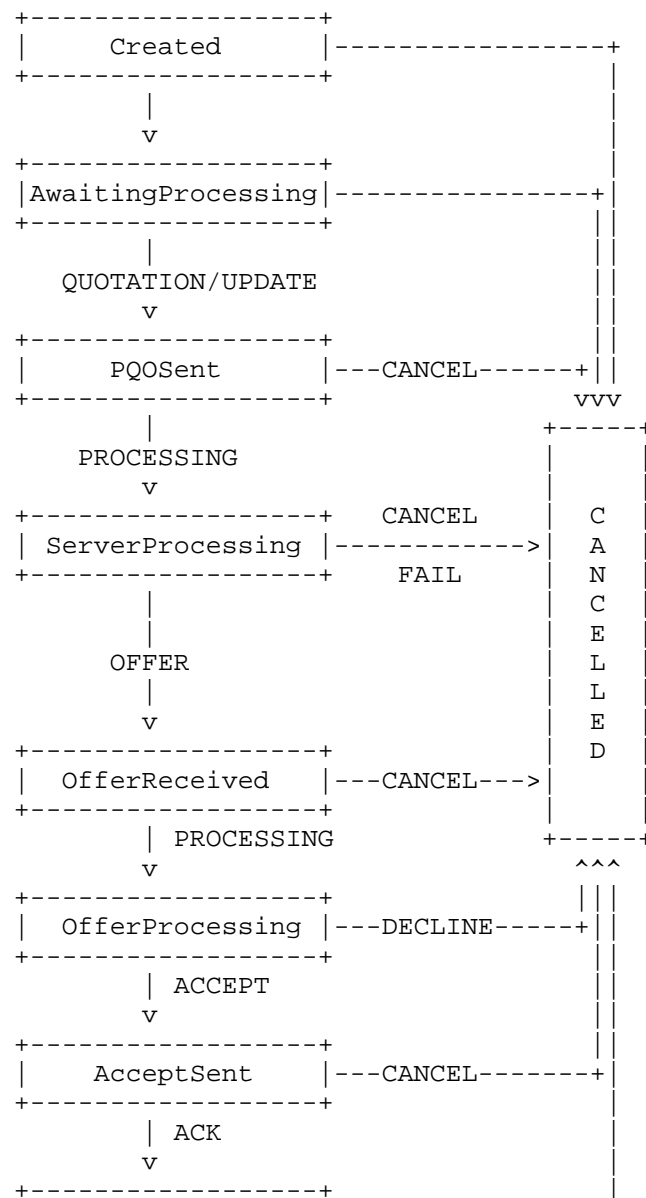 Created
AwaitingProcessing
QUOTATION/UPDATE
PQOSent CANCEL
PROCESSING
ServerProcessing CANCEL
FAIL
OFFER
OfferReceived CANCEL
CANCELLED
PROCESSING
OfferProcessing DECLINE
ACCEPT
AcceptSent CANCEL
ACK